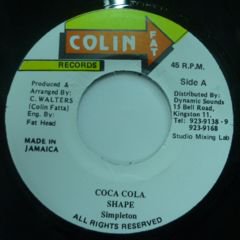 COLIN FAT
RECORDS
45 R.P.M.
Side A
Produced &
Arranged By:
C. WALTERS
(Colin Fatta)
Eng. By:
Fat Head
MADE IN
JAMAICA
Distributed By:
Dynamic Sounds
15 Bell Road,
Kingston 11,
Tel: 923-9138 - 9
923-9168
Studio Mixing Lab
COCA COLA
SHAPE
Simpleton
ALL RIGHTS RESERVED